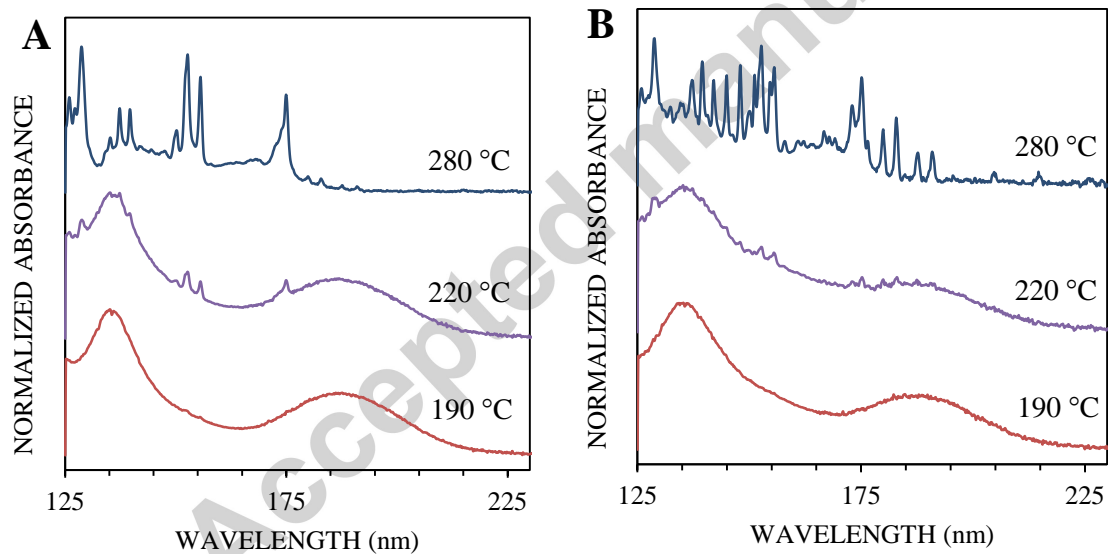 A
NORMALIZED ABSORBANCE
280 °C
220 °C
190 °C
125
175
225
WAVELENGTH (nm)
B
NORMALIZED ABSORBANCE
280 °C
220 °C
190 °C
125
175
225
WAVELENGTH (nm)
Accepted manu